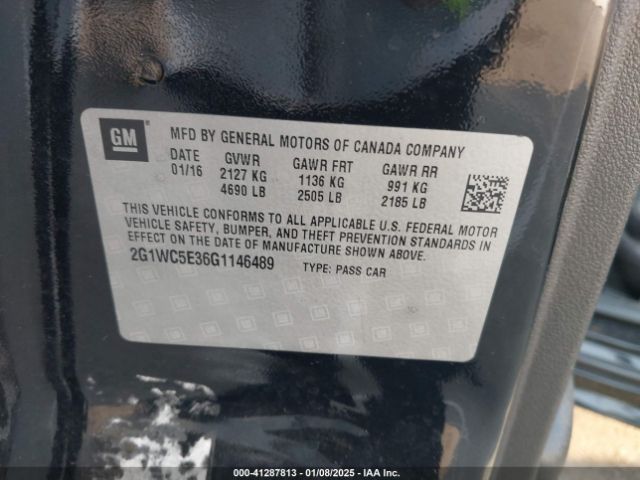 GM
MFD BY GENERAL MOTORS OF CANADA COMPANY
DATE GVWR GAWR FRT GAWR RR
01/16 2127 KG 1136 KG 991 KG
4690 LB 2505 LB 2185 LB
THIS VEHICLE CONFORMS TO ALL APPLICABLE U.S. FEDERAL MOTOR
VEHICLE SAFETY, BUMPER, AND THEFT PREVENTION STANDARDS IN
EFFECT ON THE DATE OF MANUFACTURE SHOWN ABOVE.
2G1WC5E36G1146489 TYPE: PASS CAR
000-41287813 - 01/08/2025 - IAA Inc.